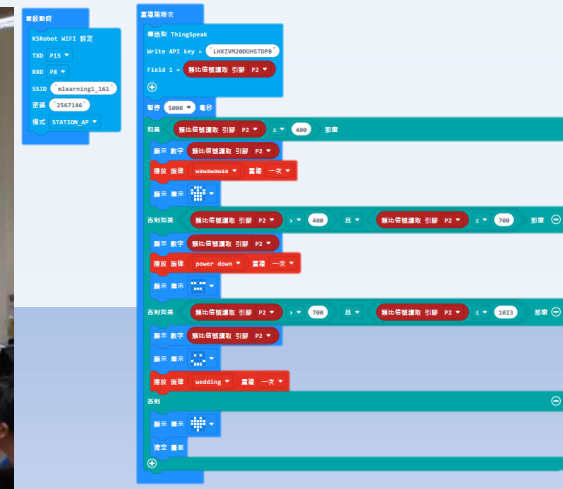 當啟動時
KSRobot WIFI 設定
TXD P15
RXD P8
SSID "mlearning1_161"
密碼 "2567146"
模式 STATION_AP
重複無限次
傳送到 ThingSpeak
Write API key = "LHXIVM20DUHSTDP8"
Field 1 = 類比信號讀取 引腳 P2
暫停 5000 毫秒
如果 類比信號讀取 引腳 P2 ≤ 400 那麼
顯示 數字 類比信號讀取 引腳 P2
播放 旋律 wawawawaa 重複 一次
顯示 圖示
否則如果 類比信號讀取 引腳 P2 > 400 且 類比信號讀取 引腳 P2 ≤ 700 那麼
顯示 數字 類比信號讀取 引腳 P2
播放 旋律 power down 重複 一次
顯示 圖示
否則如果 類比信號讀取 引腳 P2 > 700 且 類比信號讀取 引腳 P2 ≤ 1023 那麼
顯示 數字 類比信號讀取 引腳 P2
顯示 圖示
播放 旋律 wedding 重複 一次
否則
顯示 圖示
清空 畫面